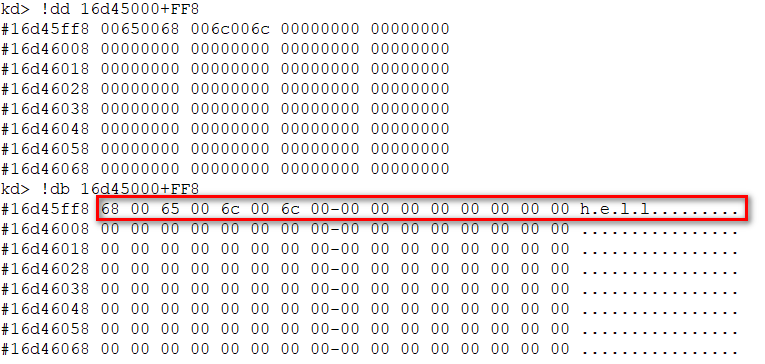 kd> !dd 16d45000+FF8
#16d45ff8 00650068 006c006c 00000000 00000000
#16d46008 00000000 00000000 00000000 00000000
#16d46018 00000000 00000000 00000000 00000000
#16d46028 00000000 00000000 00000000 00000000
#16d46038 00000000 00000000 00000000 00000000
#16d46048 00000000 00000000 00000000 00000000
#16d46058 00000000 00000000 00000000 00000000
#16d46068 00000000 00000000 00000000 00000000
kd> !db 16d45000+FF8
#16d45ff8 68 00 65 00 6c 00 6c 00-00 00 00 00 00 00 00 00 h.e.l.l.........
#16d46008 00 00 00 00 00 00 00 00-00 00 00 00 00 00 00 00 ................
#16d46018 00 00 00 00 00 00 00 00-00 00 00 00 00 00 00 00 ................
#16d46028 00 00 00 00 00 00 00 00-00 00 00 00 00 00 00 00 ................
#16d46038 00 00 00 00 00 00 00 00-00 00 00 00 00 00 00 00 ................
#16d46048 00 00 00 00 00 00 00 00-00 00 00 00 00 00 00 00 ................
#16d46058 00 00 00 00 00 00 00 00-00 00 00 00 00 00 00 00 ................
#16d46068 00 00 00 00 00 00 00 00-00 00 00 00 00 00 00 00 ................